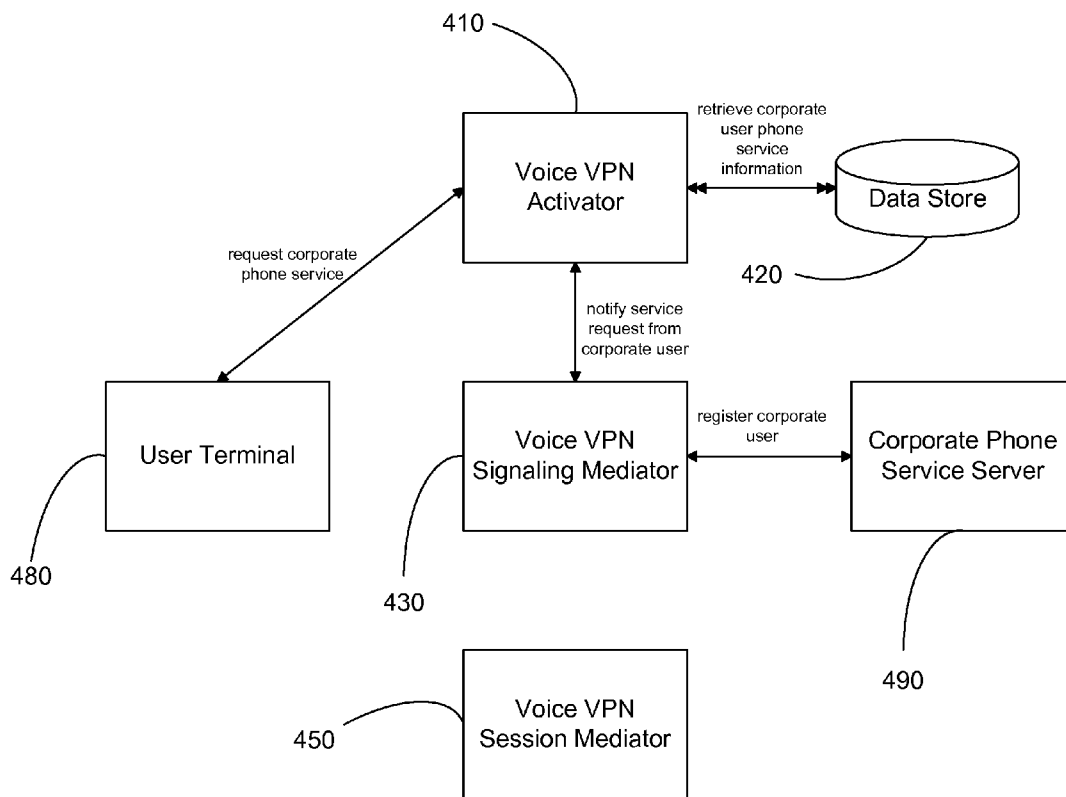 410
Voice VPN
Activator
retrieve corporate
user phone
service
information
Data Store
420
request corporate
phone service
notify service
request from
corporate user
User Terminal
480
Voice VPN
Signaling Mediator
430
register corporate
user
Corporate Phone
Service Server
490
Voice VPN
Session Mediator
450